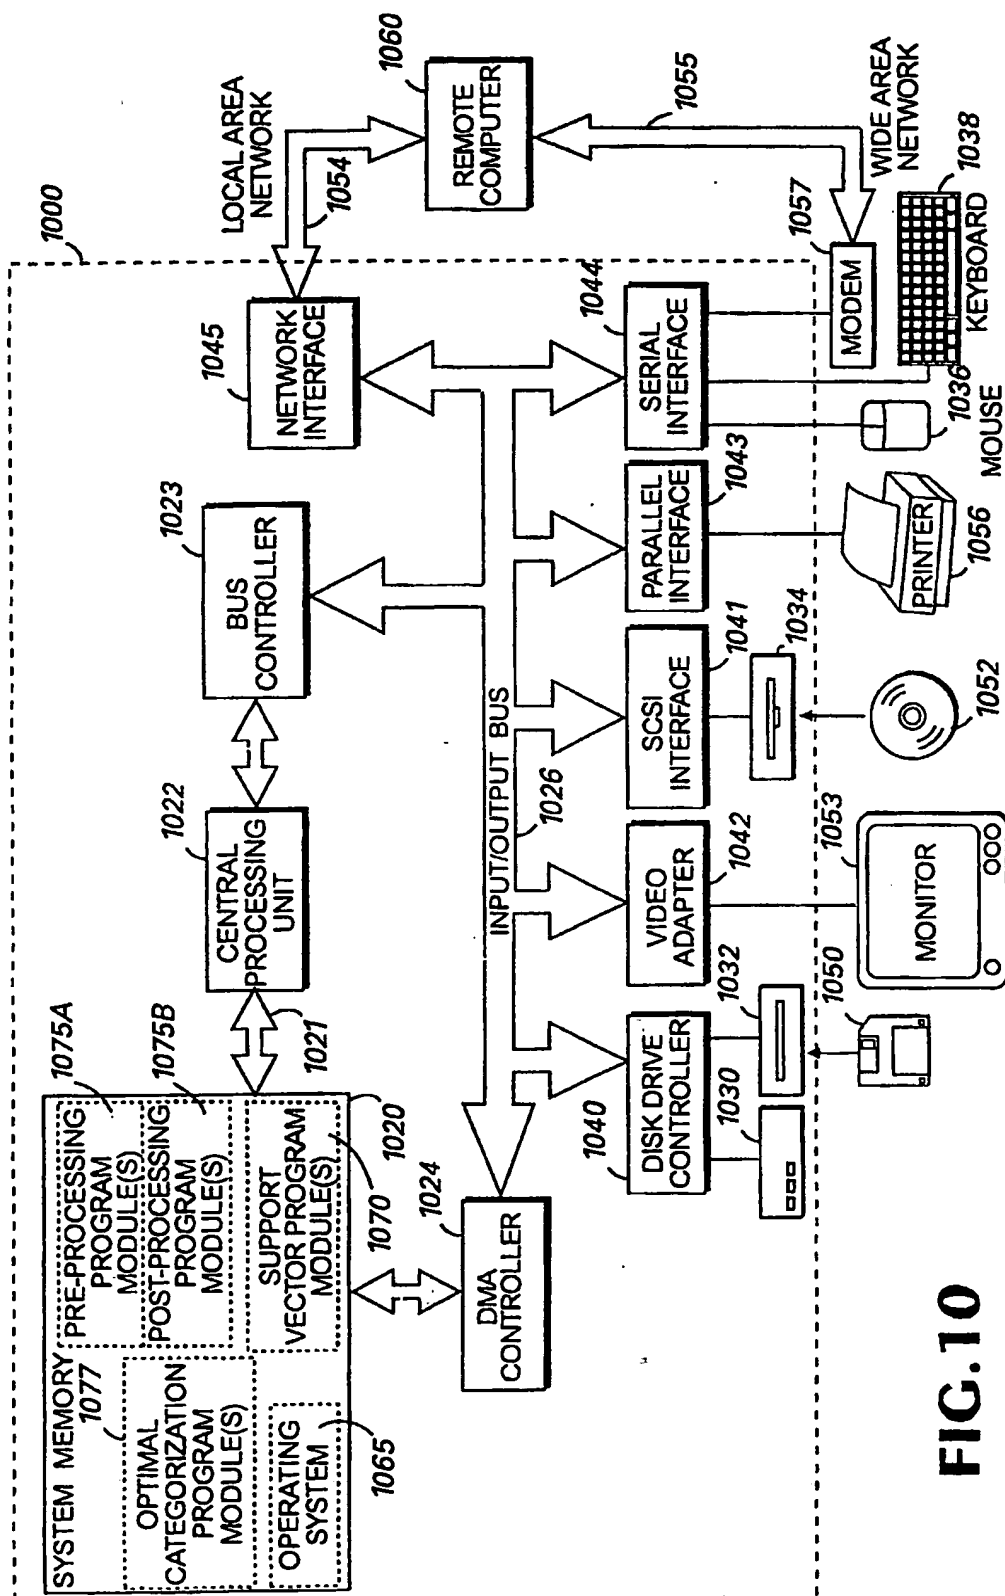 1000
SYSTEM MEMORY
1077
OPTIMAL
CATEGORIZATION
PROGRAM
MODULE(S)
OPERATING
SYSTEM
1065
PRE-PROCESSING
PROGRAM
MODULE(S)
1075A
POST-PROCESSING
PROGRAM
MODULE(S)
1075B
SUPPORT
VECTOR PROGRAM
MODULE(S)
1070
1020
1021
CENTRAL
PROCESSING
UNIT
1022
BUS
CONTROLLER
1023
NETWORK
INTERFACE
1045
LOCAL AREA
NETWORK
1054
REMOTE
COMPUTER
1060
1055
WIDE AREA
NETWORK
DMA
CONTROLLER
1024
INPUT/OUTPUT BUS
1026
DISK DRIVE
CONTROLLER
1040
VIDEO
ADAPTER
1042
SCSI
INTERFACE
1041
PARALLEL
INTERFACE
1043
SERIAL
INTERFACE
1044
1030
1032
1034
MODEM
1057
1050
MONITOR
1053
1052
PRINTER
1056
MOUSE
1036
KEYBOARD
1038
FIG.10